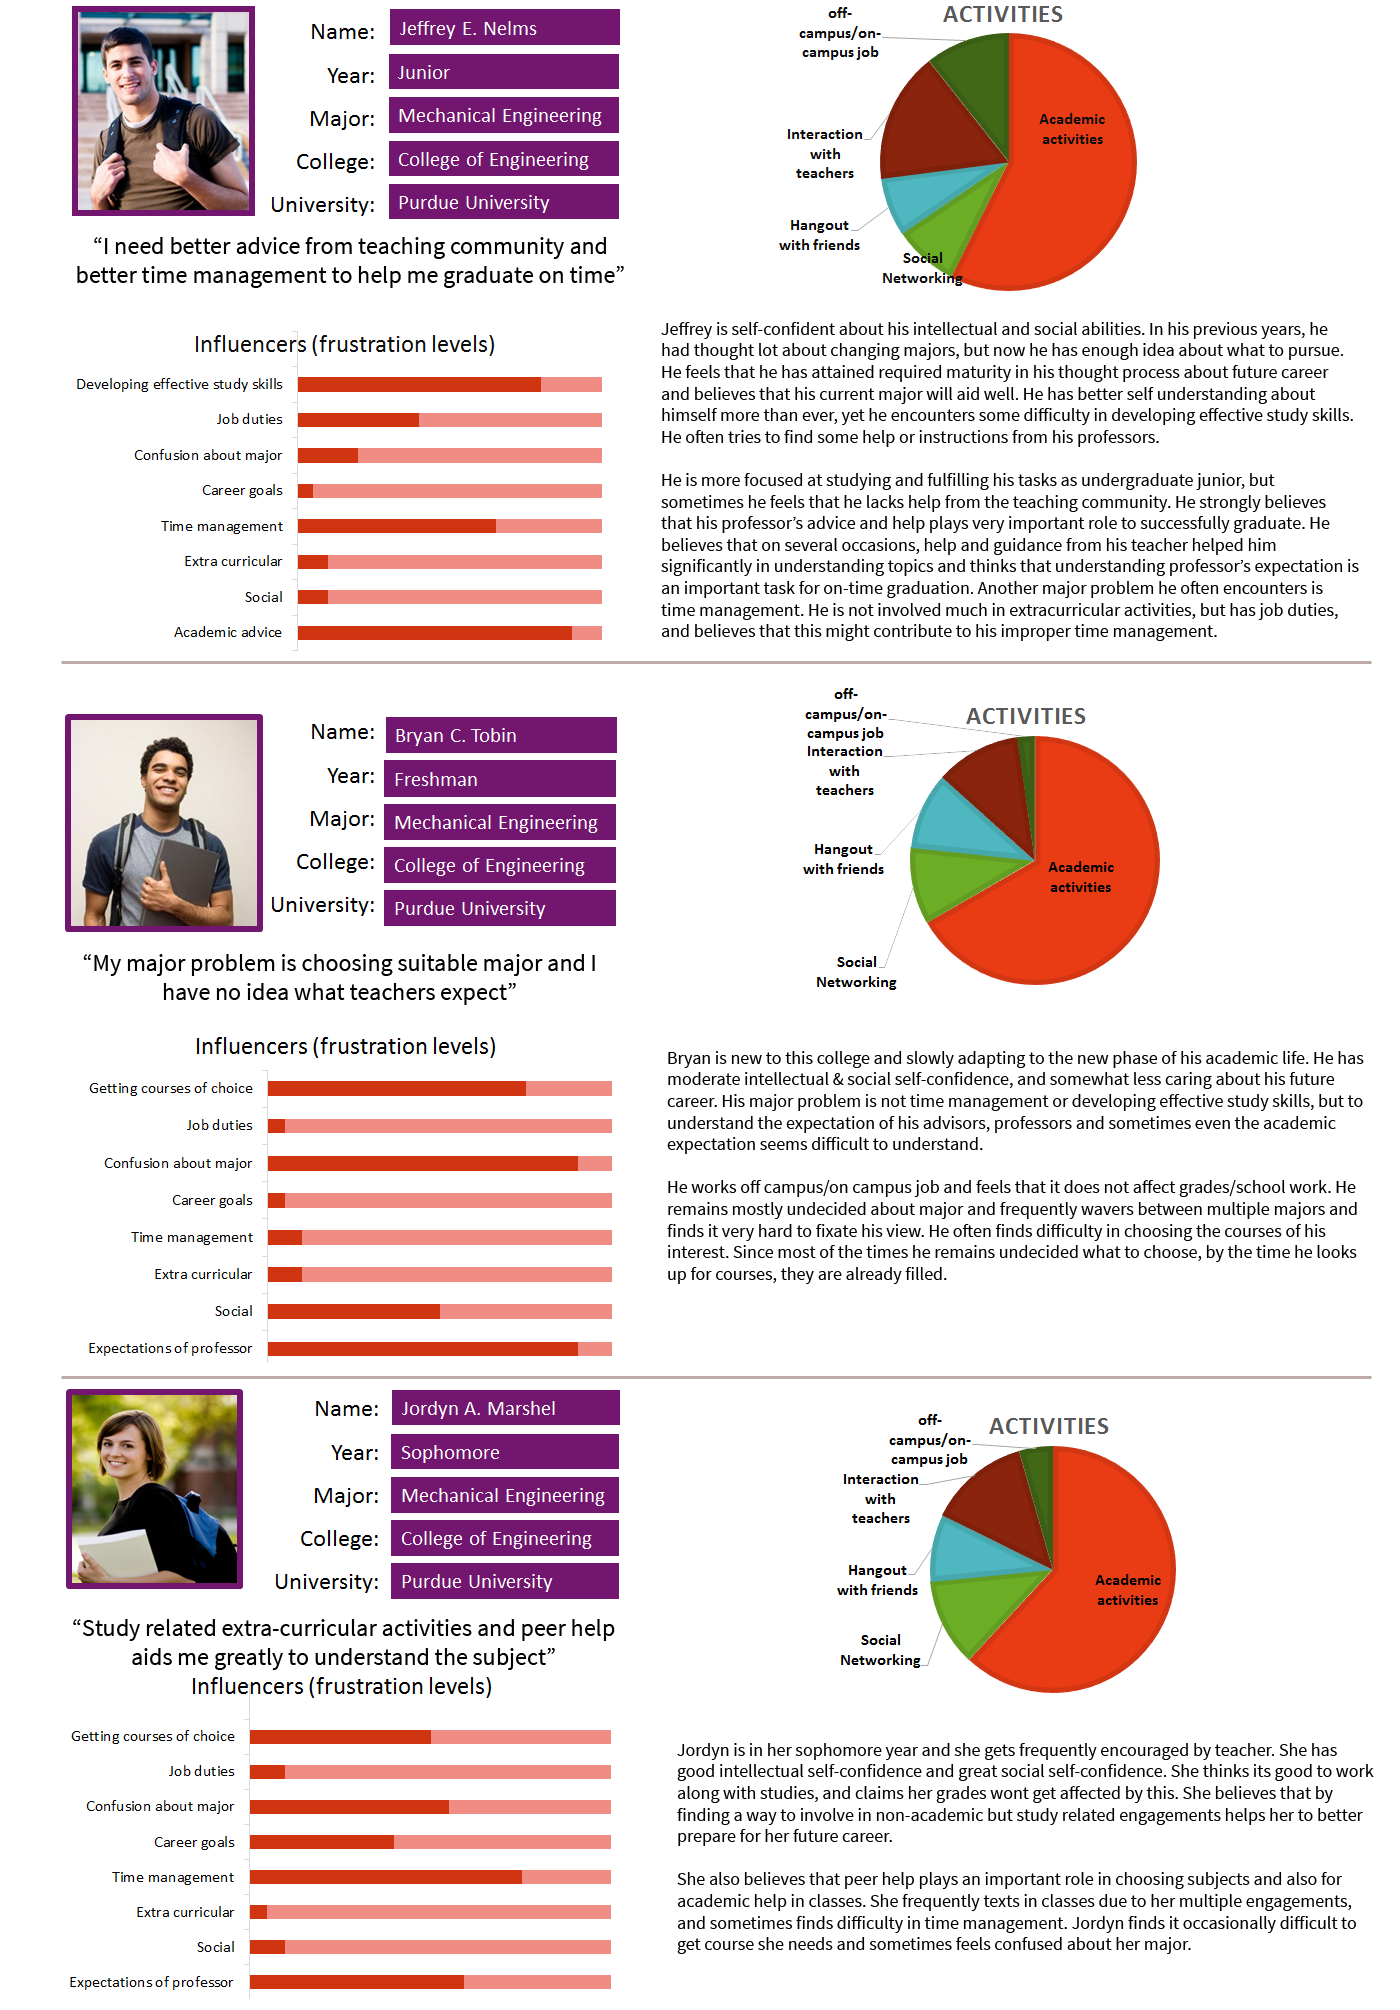 Name: Jeffrey E. Nelms
Year: Junior
Major: Mechanical Engineering
College: College of Engineering
University: Purdue University
“I need better advice from teaching community and
better time management to help me graduate on time”
ACTIVITIES
off-
campus/on-
campus job
Academic
activities
Interaction
with
teachers
Hangout
with friends
Social
Networking
Influencers (frustration levels)
Developing effective study skills
Job duties
Confusion about major
Career goals
Time management
Extra curricular
Social
Academic advice
Jeffrey is self-confident about his intellectual and social abilities. In his previous years, he
had thought lot about changing majors, but now he has enough idea about what to pursue.
He feels that he has attained required maturity in his thought process about future career
and believes that his current major will aid well. He has better self understanding about
himself more than ever, yet he encounters some difficulty in developing effective study skills.
He often tries to find some help or instructions from his professors.
He is more focused at studying and fulfilling his tasks as undergraduate junior, but
sometimes he feels that he lacks help from the teaching community. He strongly believes
that his professor’s advice and help plays very important role to successfully graduate. He
believes that on several occasions, help and guidance from his teacher helped him
significantly in understanding topics and thinks that understanding professor’s expectation is
an important task for on-time graduation. Another major problem he often encounters is
time management. He is not involved much in extracurricular activities, but has job duties,
and believes that this might contribute to his improper time management.
Name: Bryan C. Tobin
Year: Freshman
Major: Mechanical Engineering
College: College of Engineering
University: Purdue University
“My major problem is choosing suitable major and I
have no idea what teachers expect”
ACTIVITIES
off-
campus/on-
campus job
Interaction
with
teachers
Hangout
with friends
Academic
activities
Social
Networking
Influencers (frustration levels)
Getting courses of choice
Job duties
Confusion about major
Career goals
Time management
Extra curricular
Social
Expectations of professor
Bryan is new to this college and slowly adapting to the new phase of his academic life. He has
moderate intellectual & social self-confidence, and somewhat less caring about his future
career. His major problem is not time management or developing effective study skills, but to
understand the expectation of his advisors, professors and sometimes even the academic
expectation seems difficult to understand.
He works off campus/on campus job and feels that it does not affect grades/school work. He
remains mostly undecided about major and frequently wavers between multiple majors and
finds it very hard to fixate his view. He often finds difficulty in choosing the courses of his
interest. Since most of the times he remains undecided what to choose, by the time he looks
up for courses, they are already filled.
Name: Jordyn A. Marshel
Year: Sophomore
Major: Mechanical Engineering
College: College of Engineering
University: Purdue University
“Study related extra-curricular activities and peer help
aids me greatly to understand the subject”
ACTIVITIES
off-
campus/on-
campus job
Interaction
with
teachers
Hangout
with friends
Academic
activities
Social
Networking
Influencers (frustration levels)
Getting courses of choice
Job duties
Confusion about major
Career goals
Time management
Extra curricular
Social
Expectations of professor
Jordyn is in her sophomore year and she gets frequently encouraged by teacher. She has
good intellectual self-confidence and great social self-confidence. She thinks its good to work
along with studies, and claims her grades wont get affected by this. She believes that by
finding a way to involve in non-academic but study related engagements helps her to better
prepare for her future career.
She also believes that peer help plays an important role in choosing subjects and also for
academic help in classes. She frequently texts in classes due to her multiple engagements,
and sometimes finds difficulty in time management. Jordyn finds it occasionally difficult to
get course she needs and sometimes feels confused about her major.